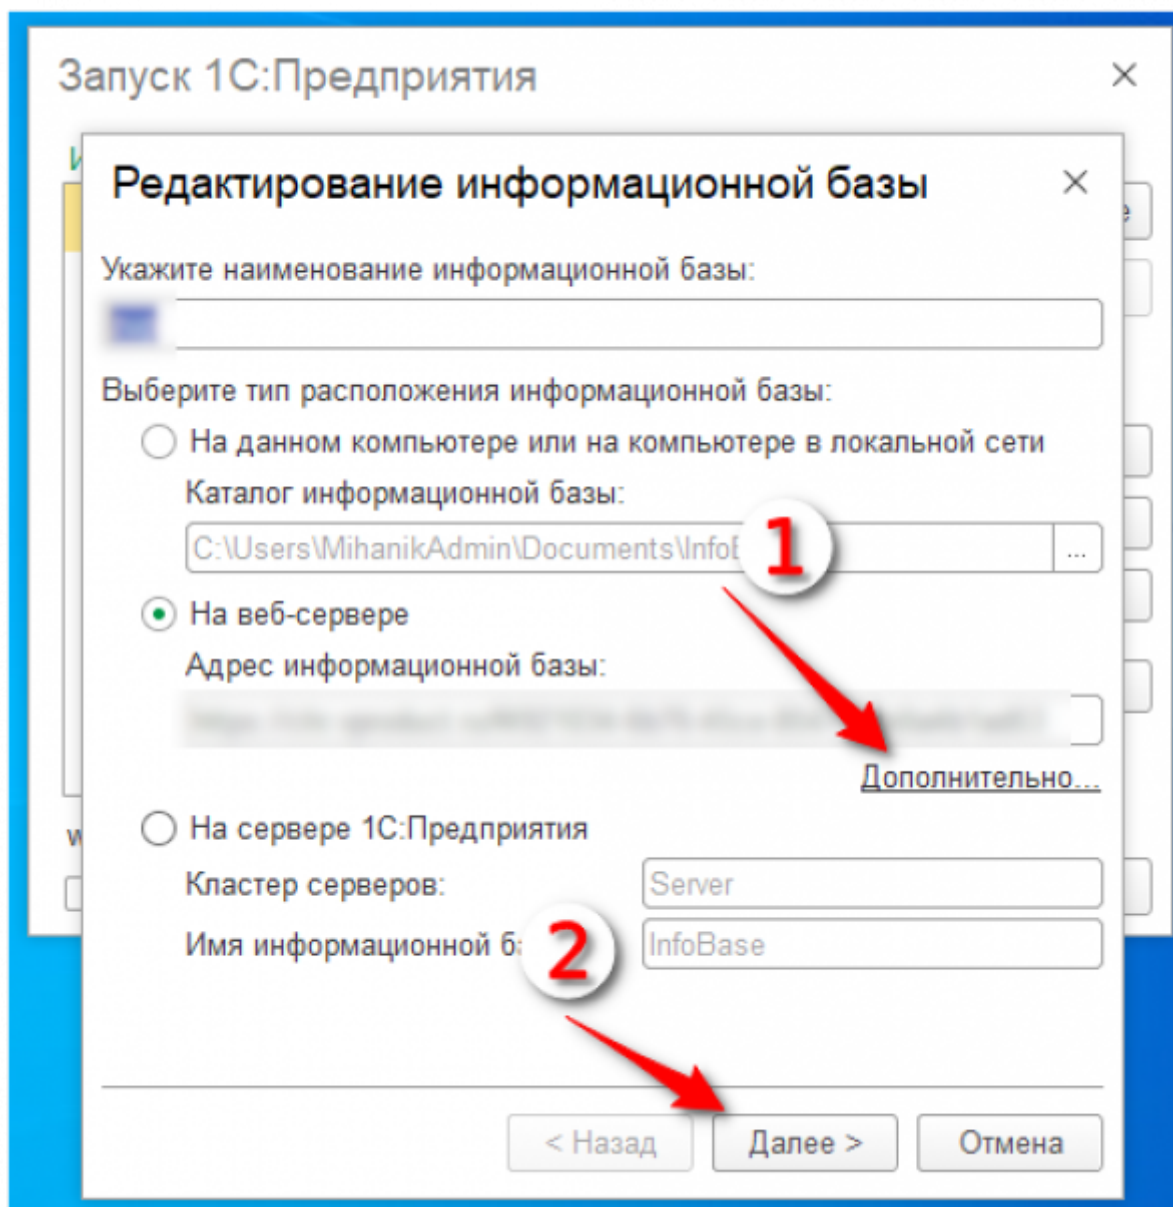 Запуск 1С:Предприятия
Редактирование информационной базы
Укажите наименование информационной базы:
Выберите тип расположения информационной базы:
На данном компьютере или на компьютере в локальной сети
Каталог информационной базы:
C:\Users\MihanikAdmin\Documents\Info
1
...
На веб-сервере
Адрес информационной базы:
Дополнительно...
На сервере 1С:Предприятия
Кластер серверов:
Server
Имя информационной б
2
InfoBase
< Назад
Далее >
Отмена